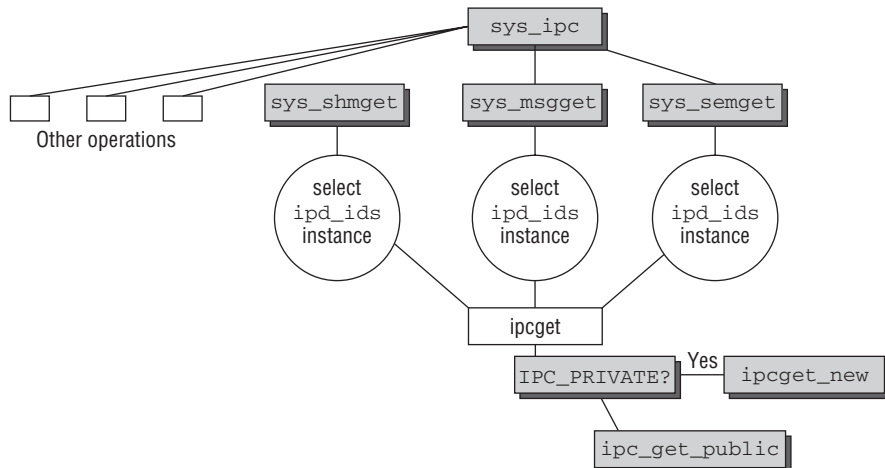 sys_ipc
sys_shmget
sys_msgget
sys_semget
Other operations
select
ipd_ids
instance
select
ipd_ids
instance
select
ipd_ids
instance
ipcget
IPC_PRIVATE?
Yes
ipcget_new
ipc_get_public